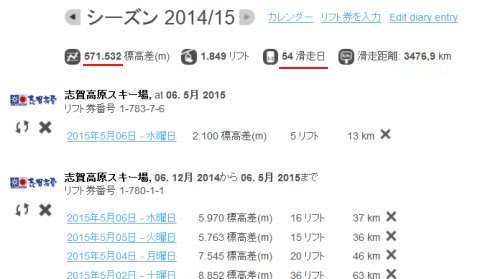 シーズン 2014/15
カレンダー リフト券を入力 Edit diary entry
571.532 標高差(m) 1.849 リフト 54 滑走日 滑走距離: 3476,9 km
志賀高原スキー場, at 06. 5月 2015
リフト券番号 1-783-7-6
2015年5月06日 - 水曜日 2.100 標高差(m) 5 リフト 13 km
志賀高原スキー場, 06. 12月 2014から 06. 5月 2015まで
リフト券番号 1-780-1-1
2015年5月06日 - 水曜日 5.970 標高差(m) 16 リフト 37 km
2015年5月05日 - 火曜日 5.763 標高差(m) 15 リフト 36 km
2015年5月04日 - 月曜日 7.545 標高差(m) 20 リフト 46 km
2015年5月02日 - 土曜日 8.852 標高差(m) 36 リフト 63 km